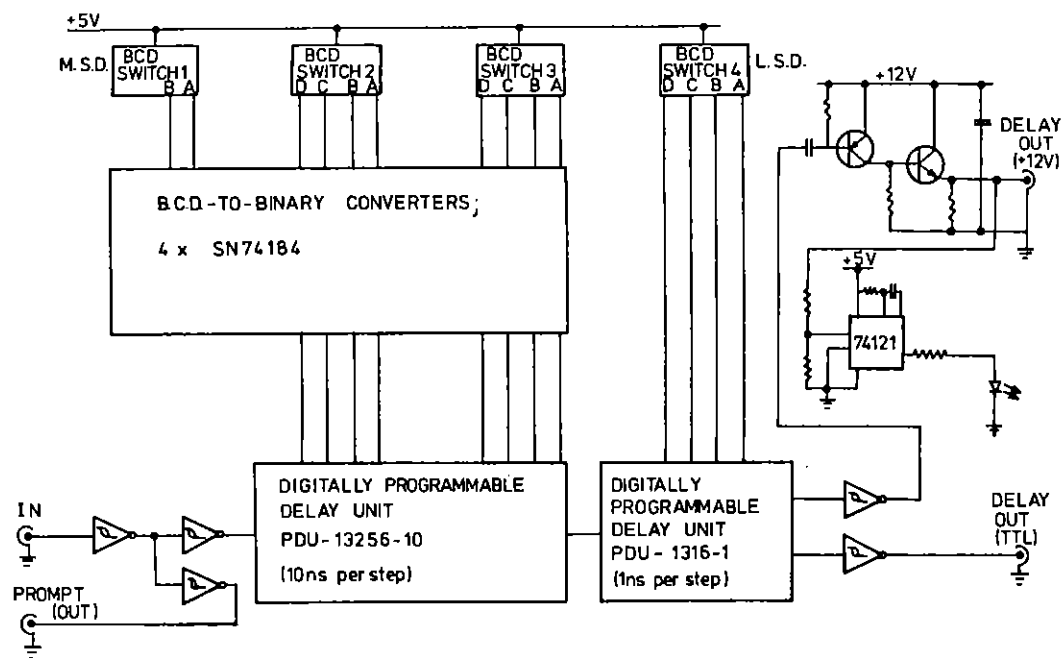 +5V
M.S.D.
BCD
SWITCH 1
B A
BCD
SWITCH 2
D C B A
BCD
SWITCH 3
D C B A
BCD
SWITCH 4
D C B A
L.S.D.
+12V
DELAY
OUT
(+12V)
B.C.D.-TO-BINARY CONVERTERS;
4 x SN74184
+5V
74121
IN
PROMPT
(OUT)
DIGITALLY PROGRAMMABLE
DELAY UNIT
PDU-13256-10
(10ns per step)
DIGITALLY
PROGRAMMABLE
DELAY UNIT
PDU - 1316-1
(1ns per step)
DELAY
OUT
(TTL)